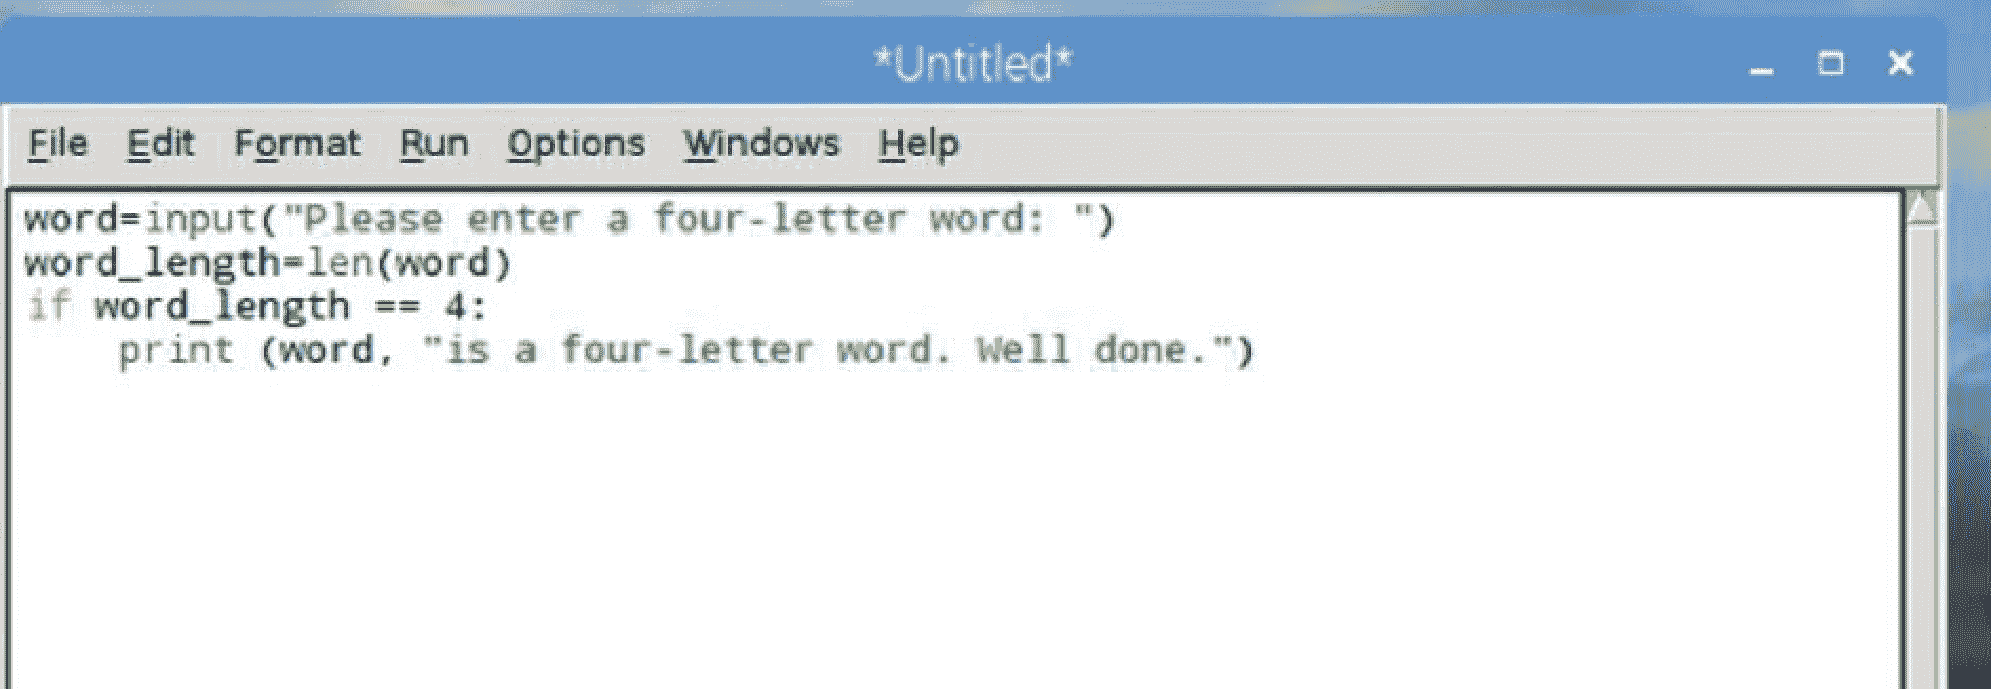 *Untitled*
File Edit Format Run Options Windows Help
word=input("Please enter a four-letter word: ")
word_length=len(word)
if word_length == 4:
    print (word, "is a four-letter word. Well done.")